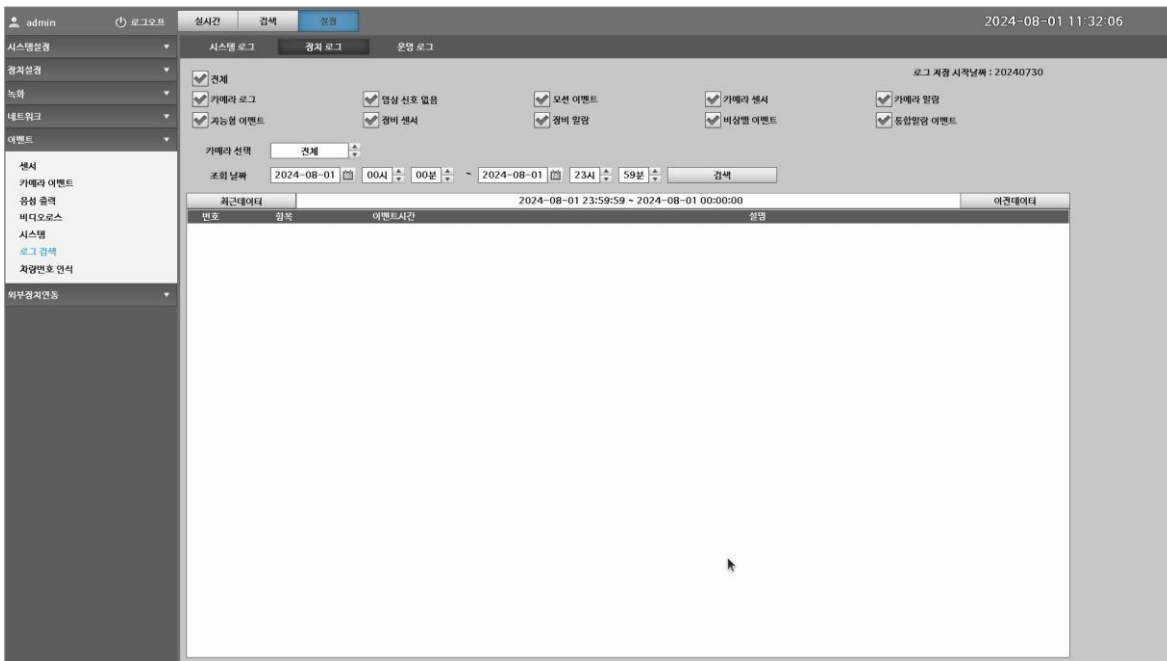 admin 로그오프 실시간 검색 설정 2024-08-01 11:32:06
시스템설정
장치설정
녹화
네트워크
이벤트
센서
카메라 이벤트
음성 출력
비디오로스
시스템
로그 검색
차량번호 인식
외부장치연동
시스템 로그 장치 로그 운영 로그
전체 로그 저장 시작날짜 : 20240730
카메라 로그 영상 신호 없음 모션 이벤트 카메라 센서 카메라 알람
지능형 이벤트 장비 센서 장비 알람 비상벨 이벤트 통합알람 이벤트
카메라 선택 전체
조회 날짜 2024-08-01 00시 00분 ~ 2024-08-01 23시 59분 검색
최근데이터 2024-08-01 23:59:59 ~ 2024-08-01 00:00:00 이전데이터
번호 항목 이벤트시간 설명